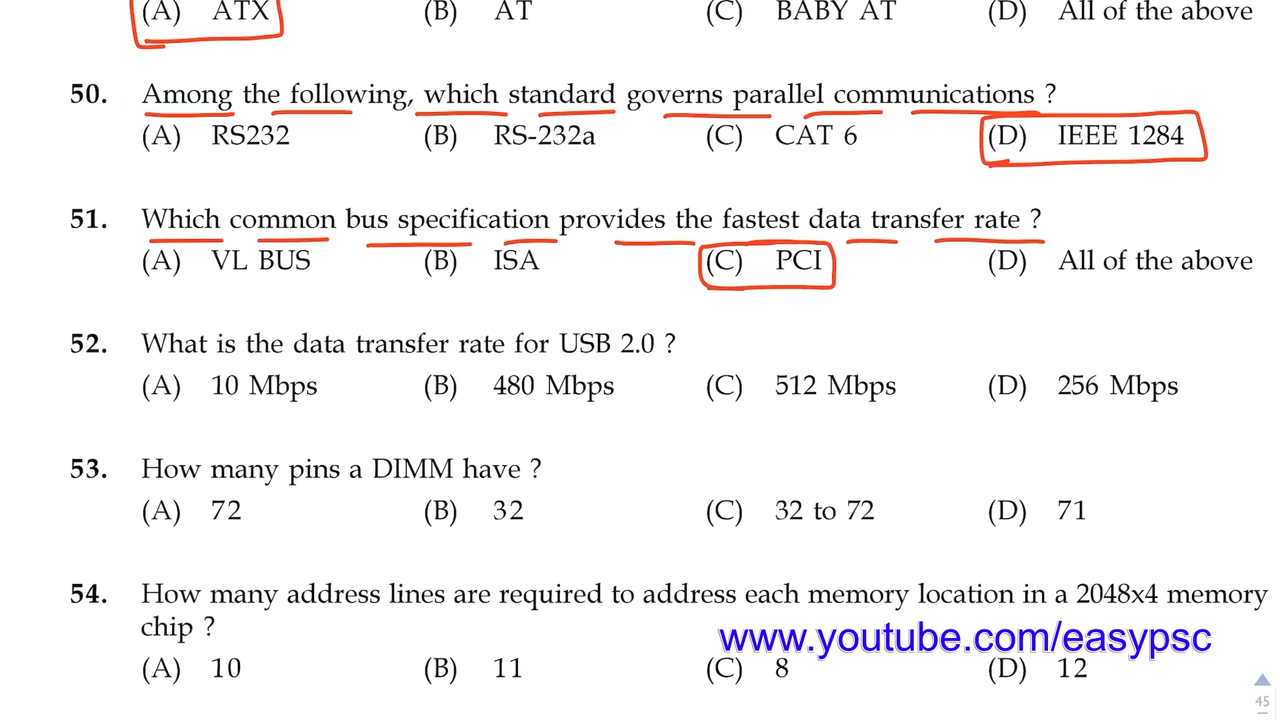 (A) ATX (B) AT (C) BABY AT (D) All of the above
50. Among the following, which standard governs parallel communications ?
(A) RS232 (B) RS-232a (C) CAT 6 (D) IEEE 1284
51. Which common bus specification provides the fastest data transfer rate ?
(A) VL BUS (B) ISA (C) PCI (D) All of the above
52. What is the data transfer rate for USB 2.0 ?
(A) 10 Mbps (B) 480 Mbps (C) 512 Mbps (D) 256 Mbps
53. How many pins a DIMM have ?
(A) 72 (B) 32 (C) 32 to 72 (D) 71
54. How many address lines are required to address each memory location in a 2048x4 memory
chip ?
www.youtube.com/easypsc
(A) 10 (B) 11 (C) 8 (D) 12
45